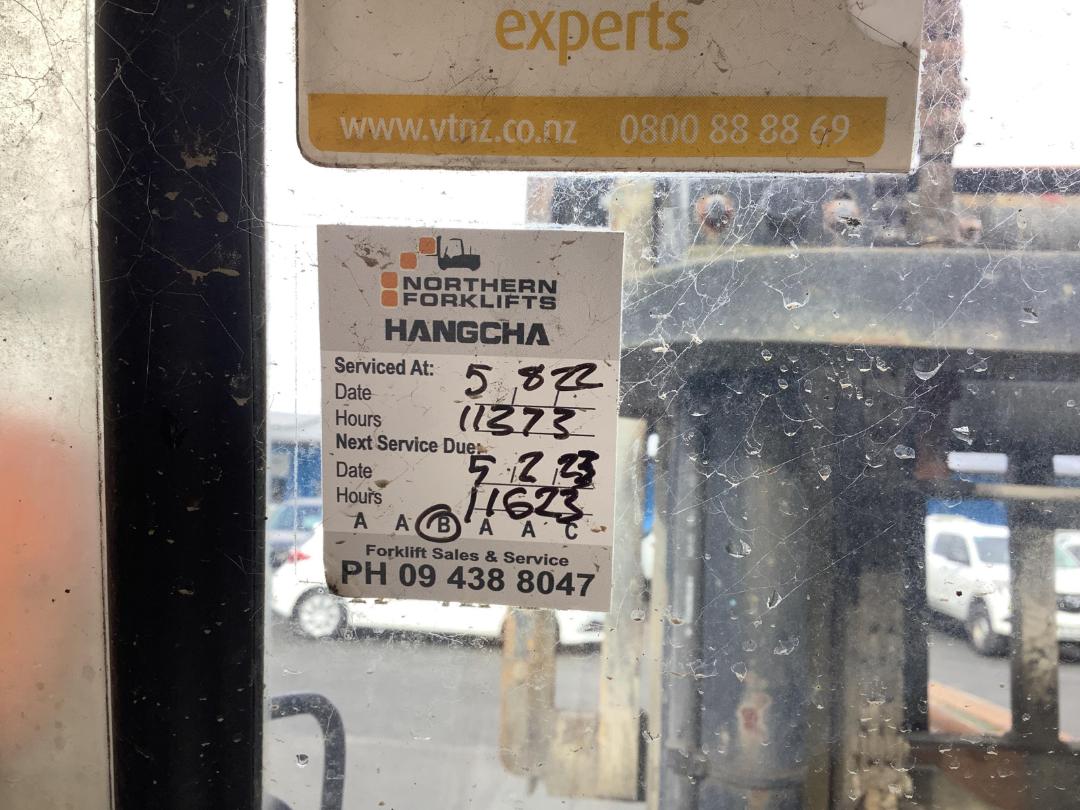 experts
www.vtnz.co.nz 0800 88 88 69
NORTHERN
FORKLIFTS
HANGCHA
Serviced At:
Date 5 8 22
Hours 11373
Next Service Due:
Date 5 2 23
Hours 11623
A A B A A C
Forklift Sales & Service
PH 09 438 8047